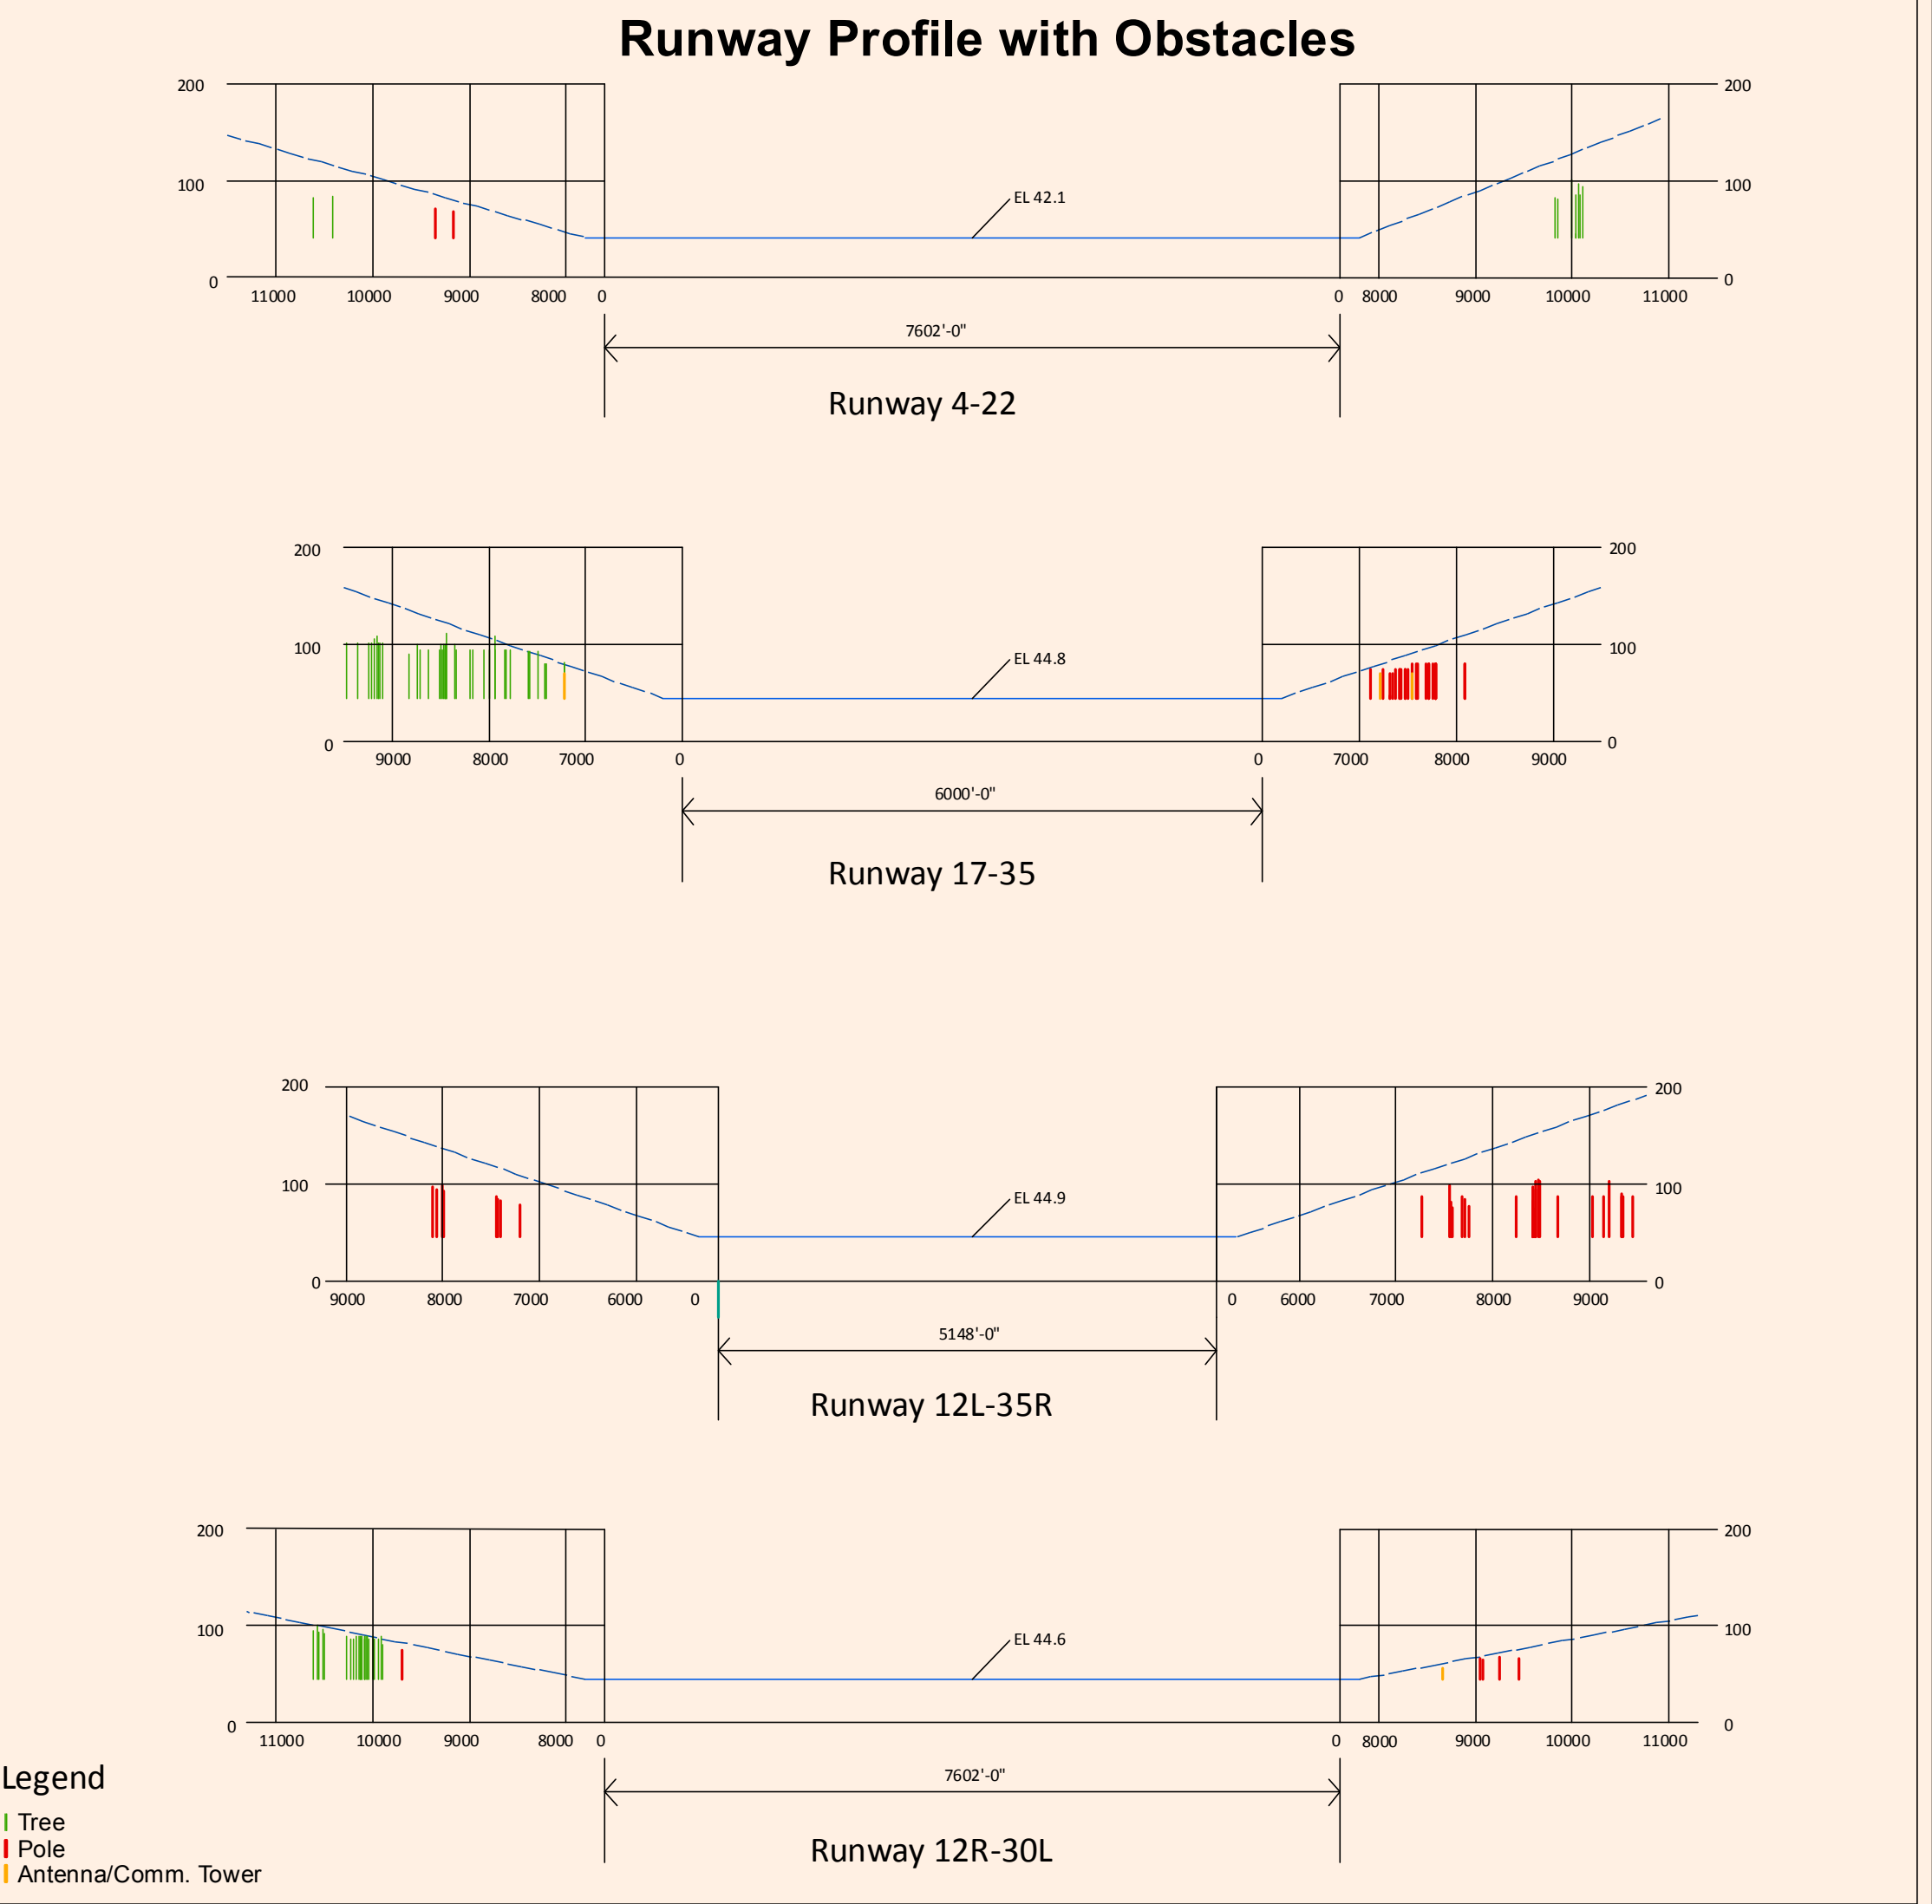 Runway Profile with Obstacles
200 200
EL 42.1
100 100
0 0
11000 10000 9000 8000 0 0 8000 9000 10000 11000
7602'-0"
Runway 4-22
200 200
100 EL 44.8 100
0 0
9000 8000 7000 0 0 7000 8000 9000
6000'-0"
Runway 17-35
200 200
100 EL 44.9 100
0 0
9000 8000 7000 6000 0 0 6000 7000 8000 9000
5148'-0"
Runway 12L-35R
200 200
100 EL 44.6 100
0 0
11000 10000 9000 8000 0 0 8000 9000 10000 11000
7602'-0"
Runway 12R-30L
Legend
Tree
Pole
Antenna/Comm. Tower